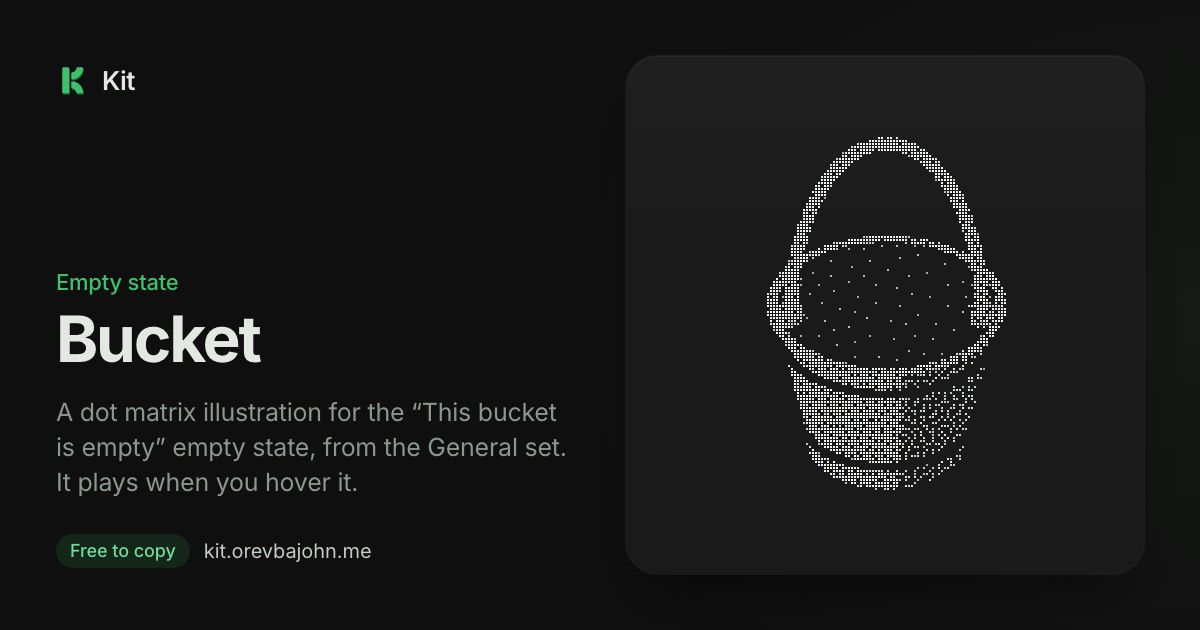 Kit
Empty state
Bucket
A dot matrix illustration for the “This bucket
is empty” empty state, from the General set.
It plays when you hover it.
Free to copy
kit.orevbajohn.me